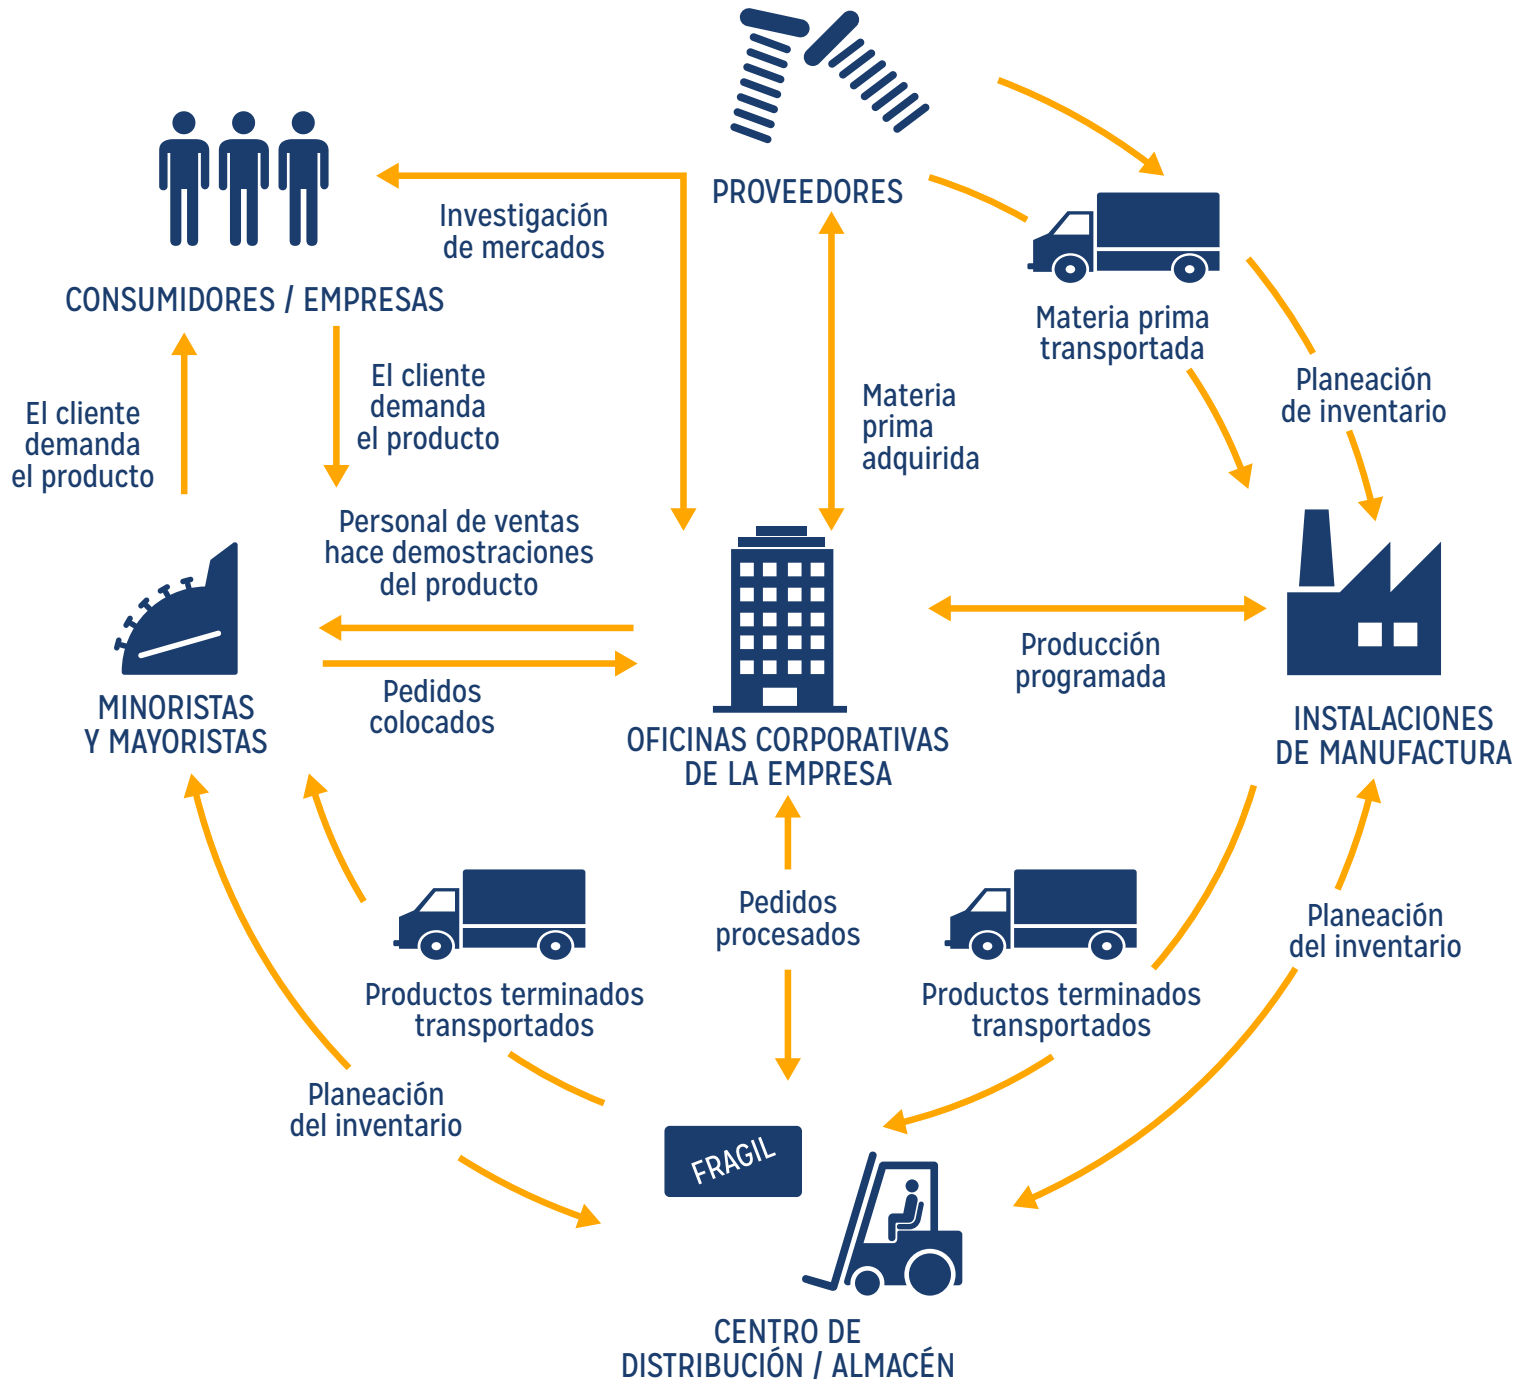 PROVEEDORES
Investigación
de mercados
CONSUMIDORES / EMPRESAS
Materia prima
transportada
El cliente
demanda
el producto
El cliente
demanda
el producto
Materia
prima
adquirida
Planeación
de inventario
Personal de ventas
hace demostraciones
del producto
Producción
programada
MINORISTAS
Y MAYORISTAS
Pedidos
colocados
OFICINAS CORPORATIVAS
DE LA EMPRESA
INSTALACIONES
DE MANUFACTURA
Pedidos
procesados
Planeación
del inventario
Productos terminados
transportados
Productos terminados
transportados
Planeación
del inventario
FRAGIL
CENTRO DE
DISTRIBUCIÓN / ALMACÉN